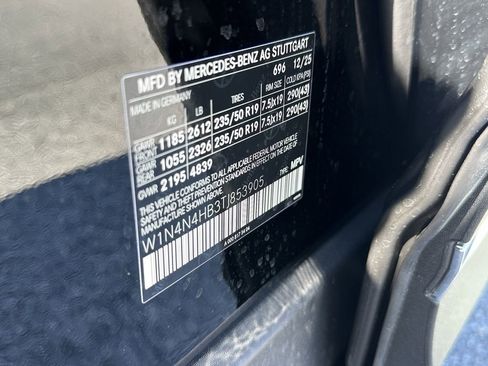 MFD BY MERCEDES-BENZ AG STUTTGART
MADE IN GERMANY 696 12/25
KG LB TIRES RIM SIZE COLD KPA(PSI)
GAWR FRONT 1185 2612 235/50 R19 7.5Jx19 290(43)
GAWR REAR 1055 2326 235/50 R19 7.5Jx19 290(43)
GVWR 2195 4839
THIS VEHICLE CONFORMS TO ALL APPLICABLE FEDERAL MOTOR VEHICLE
SAFETY AND THEFT PREVENTION STANDARDS IN EFFECT
ON THE DATE OF MANUFACTURE SHOWN ABOVE. MPV
W1N4N4HB3TJ853905